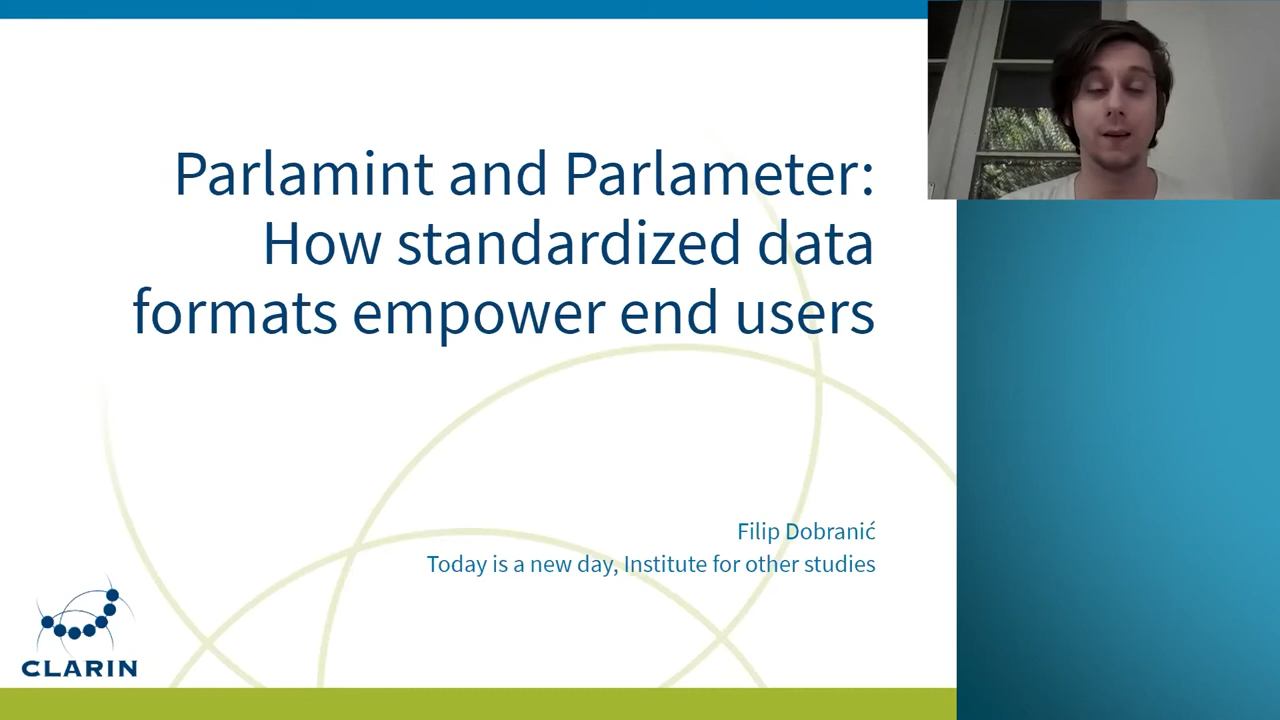 Parlamint and Parlameter:
How standardized data
formats empower end users
Filip Dobranić
Today is a new day, Institute for other studies
CLARIN